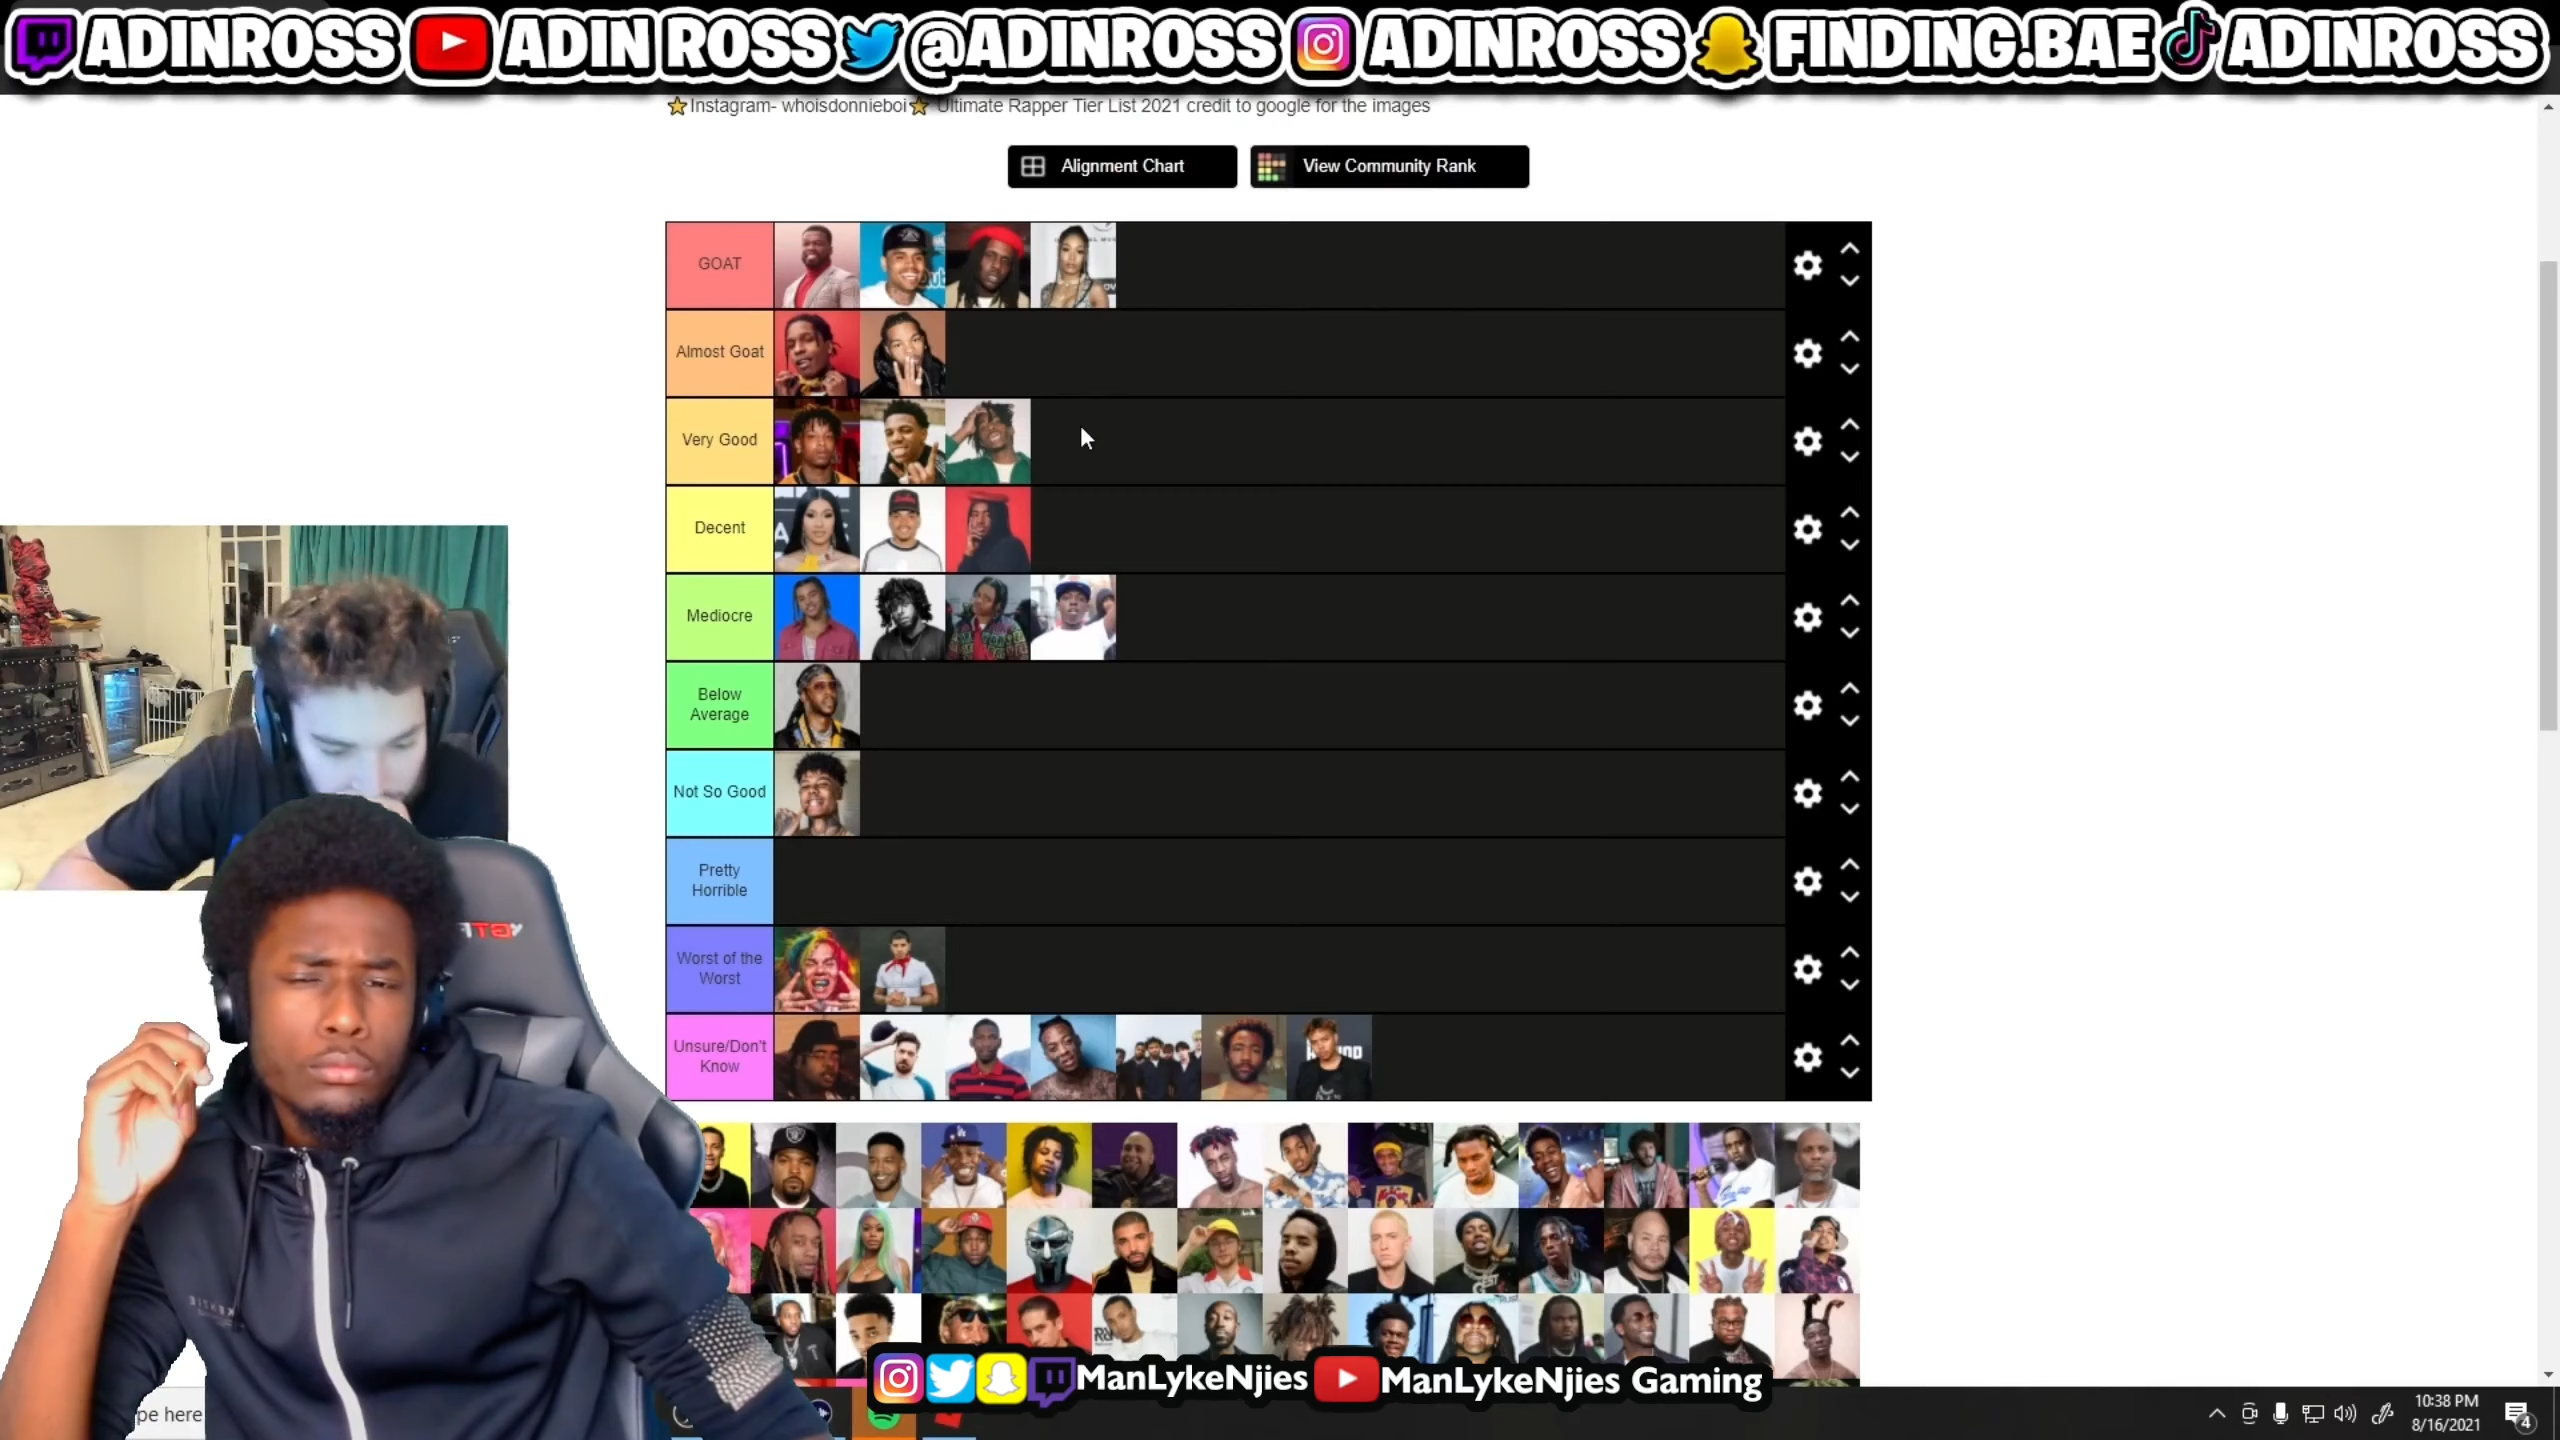 ADINROSS ADIN ROSS @ADINROSS ADINROSS FINDING.BAE ADINROSS
⭐Instagram- whoisdonnieboi⭐ Ultimate Rapper Tier List 2021 credit to google for the images
Alignment Chart View Community Rank
GOAT
Almost Goat
Very Good
Decent
Mediocre
Below
Average
Not So Good
Pretty
Horrible
Worst of the
Worst
Unsure/Don't
Know
ManLykeNjies ManLykeNjies Gaming
pe here
10:38 PM
8/16/2021
4